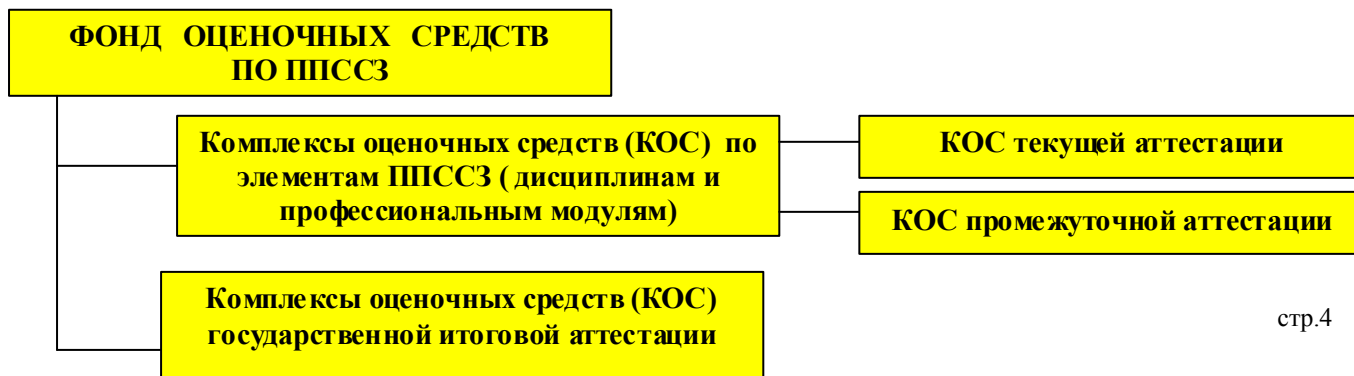 ФОНД ОЦЕНОЧНЫХ СРЕДСТВ
ПО ППССЗ
Комплексы оценочных средств (КОС) по
элементам ППССЗ ( дисциплинам и
профессиональным модулям)
КОС текущей аттестации
КОС промежуточной аттестации
Комплексы оценочных средств (КОС)
государственной итоговой аттестации
стр.4